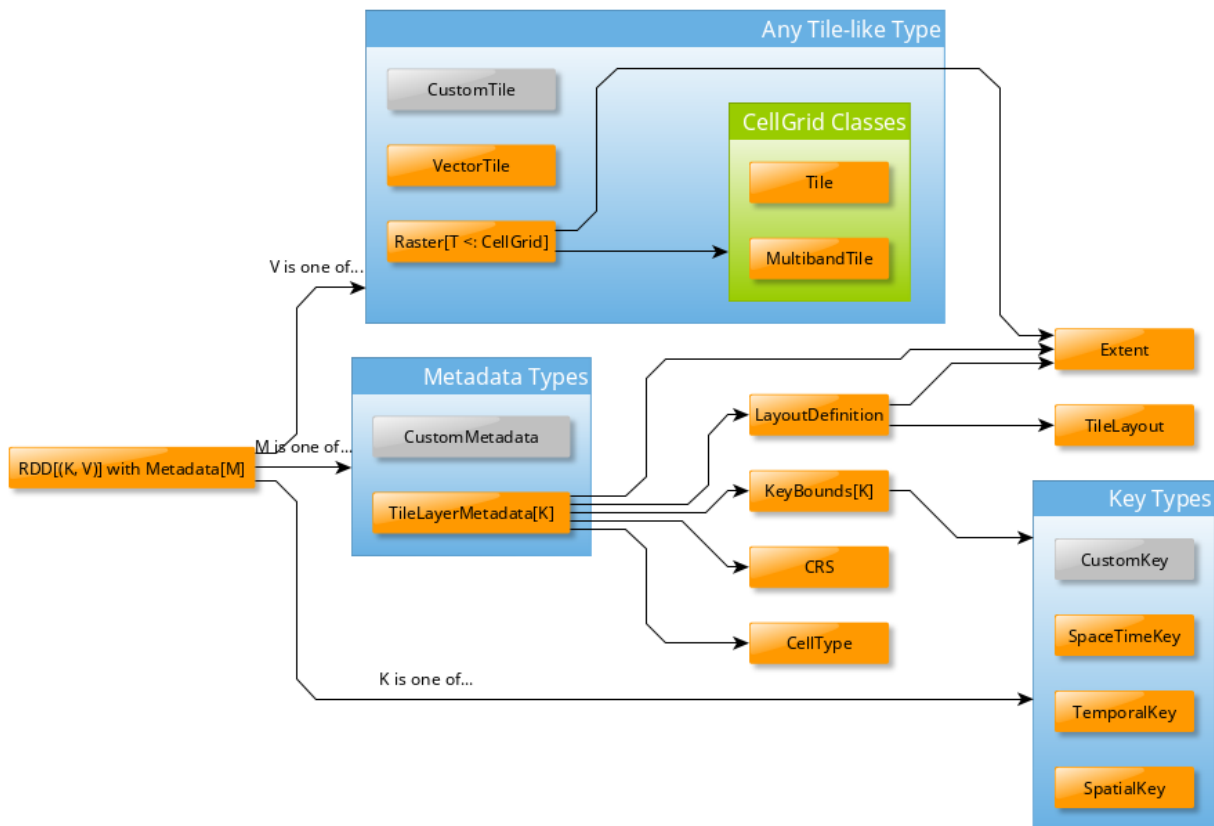 Any Tile-like Type
CustomTile
VectorTile
Raster[T <: CellGrid]
CellGrid Classes
Tile
MultibandTile
V is one of...
Metadata Types
CustomMetadata
TileLayerMetadata[K]
M is one of...
RDD[(K, V)] with Metadata[M]
K is one of...
LayoutDefinition
KeyBounds[K]
CRS
CellType
Extent
TileLayout
Key Types
CustomKey
SpaceTimeKey
TemporalKey
SpatialKey